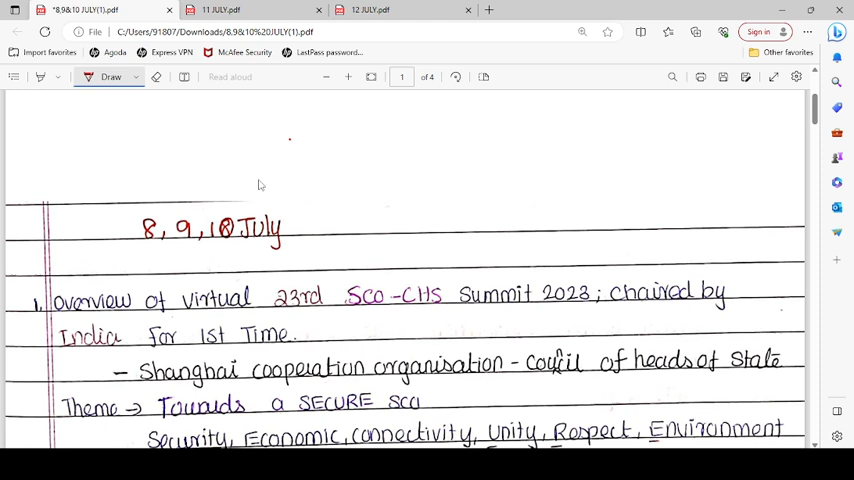 *8,9&10 JULY(1).pdf
11 JULY.pdf
12 JULY.pdf
File
C:/Users/91807/Downloads/8,9&10%20JULY(1).pdf
Sign in
Import favorites
Agoda
Express VPN
McAfee Security
LastPass password...
Other favorites
Draw
Read aloud
1
of 4
8, 9, 10 July
1. Overview of virtual 23rd SCO-CHS Summit 2023; chaired by
India for 1st Time.
- Shanghai cooperation organisation - council of heads of State
Theme → Towards a SECURE SCO
Security, Economic, connectivity, Unity, Respect, Environment